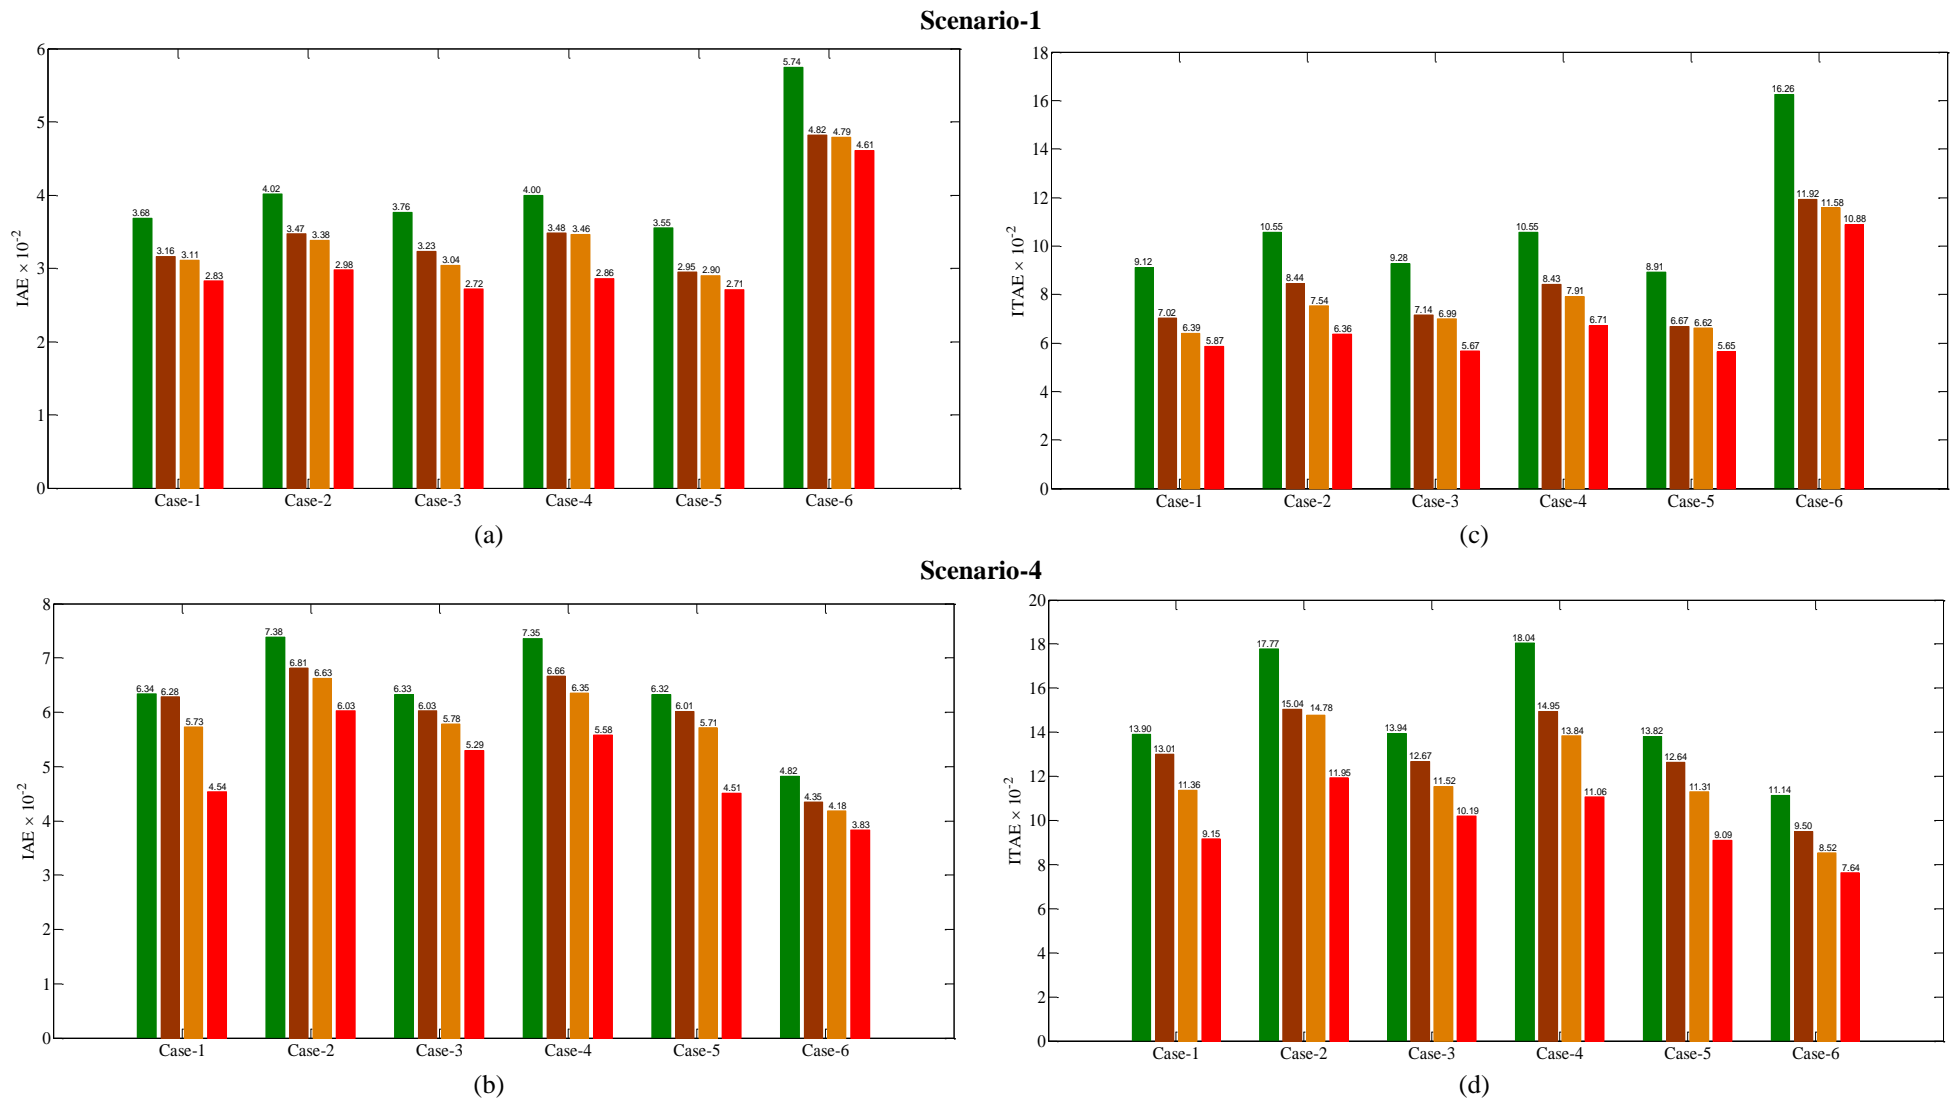 Scenario-1
6
5
4
3
2
1
0
IAE × 10-2
3.68 3.16 3.11 2.83
4.02 3.47 3.38 2.98
3.76 3.23 3.04 2.72
4.00 3.48 3.46 2.86
3.55 2.95 2.90 2.71
5.74 4.82 4.79 4.61
Case-1 Case-2 Case-3 Case-4 Case-5 Case-6
(a)
18
16
14
12
10
8
6
4
2
0
ITAE × 10-2
9.12 7.02 6.39 5.87
10.55 8.44 7.54 6.36
9.28 7.14 6.99 5.67
10.55 8.43 7.91 6.71
8.91 6.67 6.62 5.65
16.26 11.92 11.58 10.88
Case-1 Case-2 Case-3 Case-4 Case-5 Case-6
(c)
Scenario-4
8
7
6
5
4
3
2
1
0
IAE × 10-2
6.34 6.28 5.73 4.54
7.38 6.81 6.63 6.03
6.33 6.03 5.78 5.29
7.35 6.66 6.35 5.58
6.32 6.01 5.71 4.51
4.82 4.35 4.18 3.83
Case-1 Case-2 Case-3 Case-4 Case-5 Case-6
(b)
20
18
16
14
12
10
8
6
4
2
0
ITAE × 10-2
13.90 13.01 11.36 9.15
17.77 15.04 14.78 11.95
13.94 12.67 11.52 10.19
18.04 14.95 13.84 11.06
13.82 12.64 11.31 9.09
11.14 9.50 8.52 7.64
Case-1 Case-2 Case-3 Case-4 Case-5 Case-6
(d)